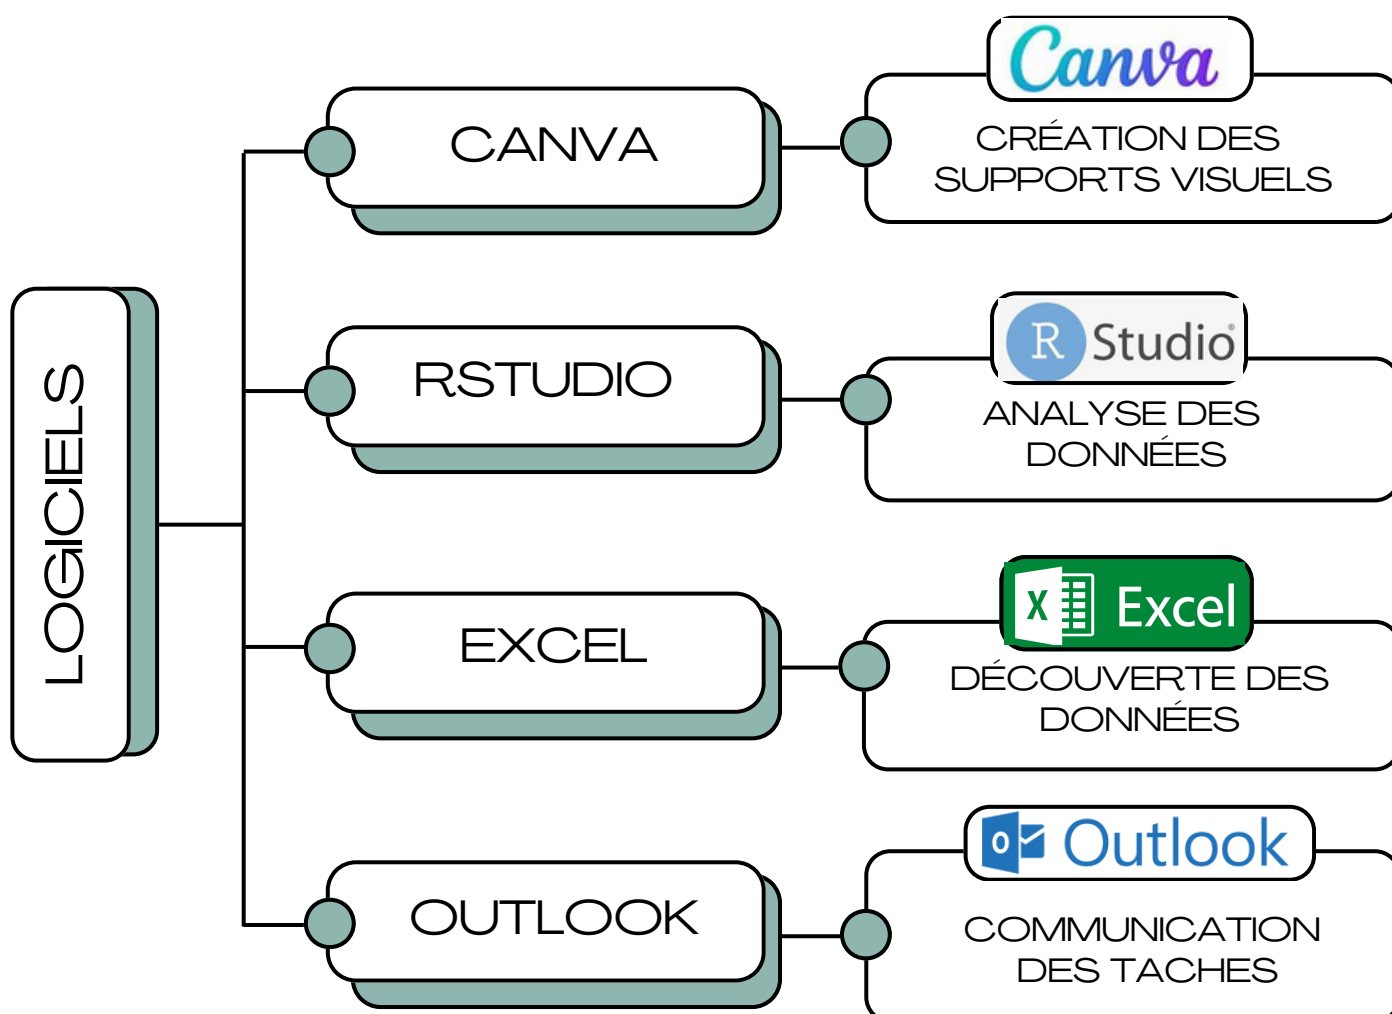 LOGICIELS
CANVA
Canva
CRÉATION DES
SUPPORTS VISUELS
RSTUDIO
R Studio®
ANALYSE DES
DONNÉES
EXCEL
X Excel
DÉCOUVERTE DES
DONNÉES
OUTLOOK
O Outlook
COMMUNICATION
DES TACHES